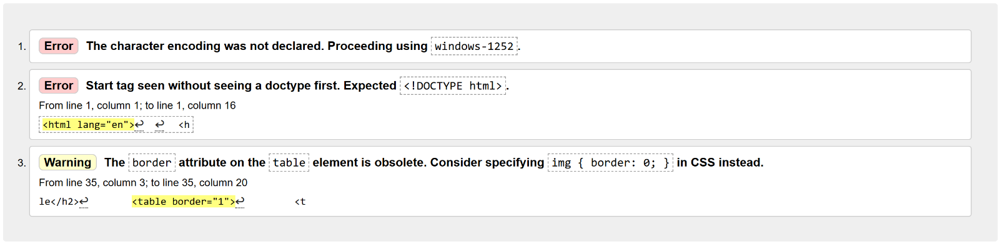 1. Error The character encoding was not declared. Proceeding using windows-1252.
2. Error Start tag seen without seeing a doctype first. Expected <!DOCTYPE html>.
From line 1, column 1; to line 1, column 16
<html lang="en">↩ ↩ <h
3. Warning The border attribute on the table element is obsolete. Consider specifying img { border: 0; } in CSS instead.
From line 35, column 3; to line 35, column 20
le</h2>↩ <table border="1">↩ <t